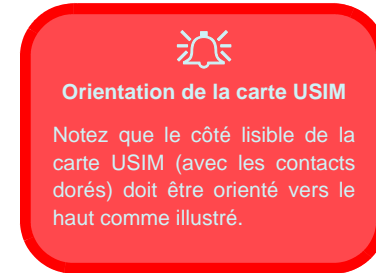 Orientation de la carte USIM
Notez que le côté lisible de la
carte USIM (avec les contacts
dorés) doit être orienté vers le
haut comme illustré.